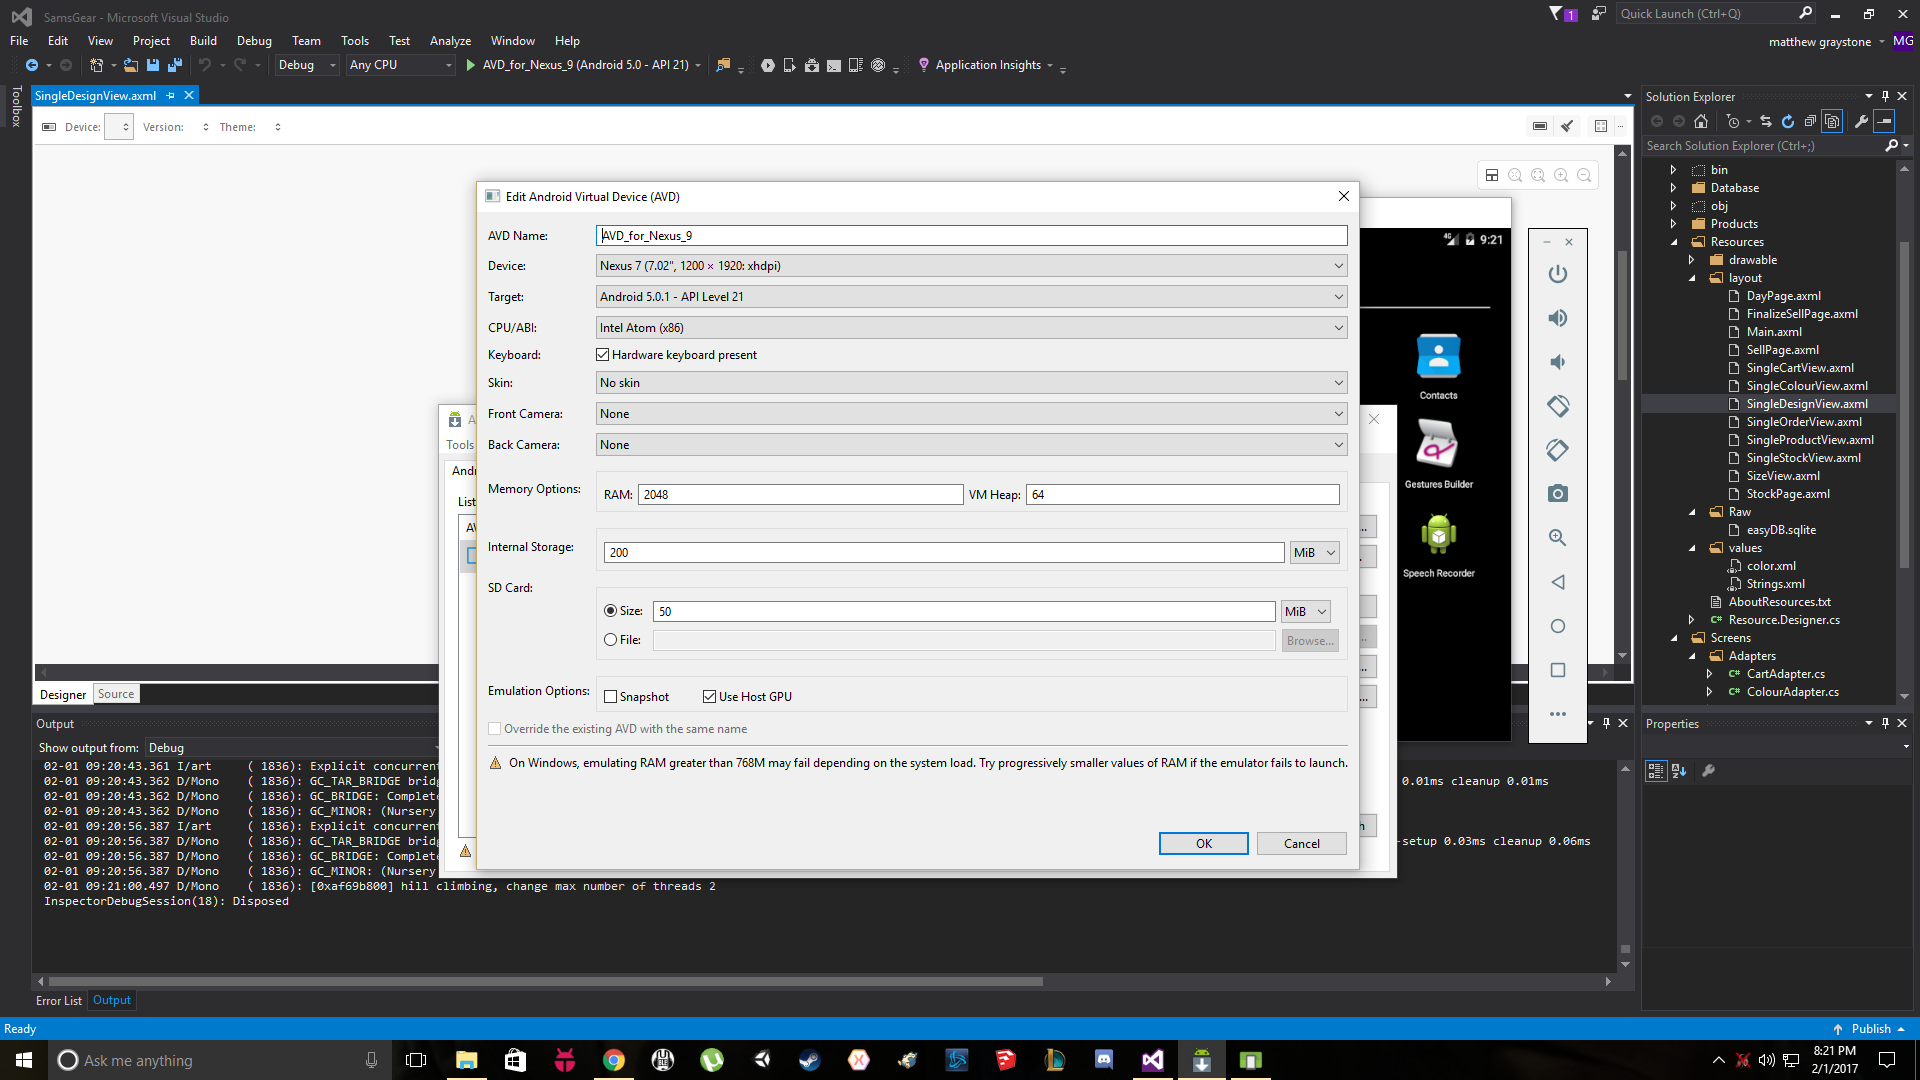 SamsGear - Microsoft Visual Studio
1
Quick Launch (Ctrl+Q)
File Edit View Project Build Debug Team Tools Test Analyze Window Help
matthew graystone MG
Debug Any CPU AVD_for_Nexus_9 (Android 5.0 - API 21) Application Insights
Toolbox
SingleDesignView.axml
Device: Version: Theme:
Edit Android Virtual Device (AVD)
AVD Name: AVD_for_Nexus_9
Device: Nexus 7 (7.02", 1200 × 1920: xhdpi)
Target: Android 5.0.1 - API Level 21
CPU/ABI: Intel Atom (x86)
Keyboard: Hardware keyboard present
Skin: No skin
Front Camera: None
Back Camera: None
Memory Options: RAM: 2048 VM Heap: 64
Internal Storage: 200 MiB
SD Card:
Size: 50 MiB
File: Browse...
Emulation Options: Snapshot Use Host GPU
Override the existing AVD with the same name
On Windows, emulating RAM greater than 768M may fail depending on the system load. Try progressively smaller values of RAM if the emulator fails to launch.
OK Cancel
Tools
List
4G 9:21
Contacts
Gestures Builder
Speech Recorder
Solution Explorer
Search Solution Explorer (Ctrl+;)
bin
Database
obj
Products
Resources
drawable
layout
DayPage.axml
FinalizeSellPage.axml
Main.axml
SellPage.axml
SingleCartView.axml
SingleColourView.axml
SingleDesignView.axml
SingleOrderView.axml
SingleProductView.axml
SingleStockView.axml
SizeView.axml
StockPage.axml
Raw
easyDB.sqlite
values
color.xml
Strings.xml
AboutResources.txt
Resource.Designer.cs
Screens
Adapters
CartAdapter.cs
ColourAdapter.cs
Properties
Designer Source
Output
Show output from: Debug
02-01 09:20:43.361 I/art ( 1836): Explicit concurrent
02-01 09:20:43.362 D/Mono ( 1836): GC_TAR_BRIDGE bridg 0.01ms cleanup 0.01ms
02-01 09:20:43.362 D/Mono ( 1836): GC_BRIDGE: Complete
02-01 09:20:43.362 D/Mono ( 1836): GC_MINOR: (Nursery
02-01 09:20:56.387 I/art ( 1836): Explicit concurrent
02-01 09:20:56.387 D/Mono ( 1836): GC_TAR_BRIDGE bridg -setup 0.03ms cleanup 0.06ms
02-01 09:20:56.387 D/Mono ( 1836): GC_BRIDGE: Complete
02-01 09:20:56.387 D/Mono ( 1836): GC_MINOR: (Nursery
02-01 09:21:00.497 D/Mono ( 1836): [0xaf69b800] hill climbing, change max number of threads 2
InspectorDebugSession(18): Disposed
Error List Output
Ready
Publish
Ask me anything
8:21 PM
2/1/2017